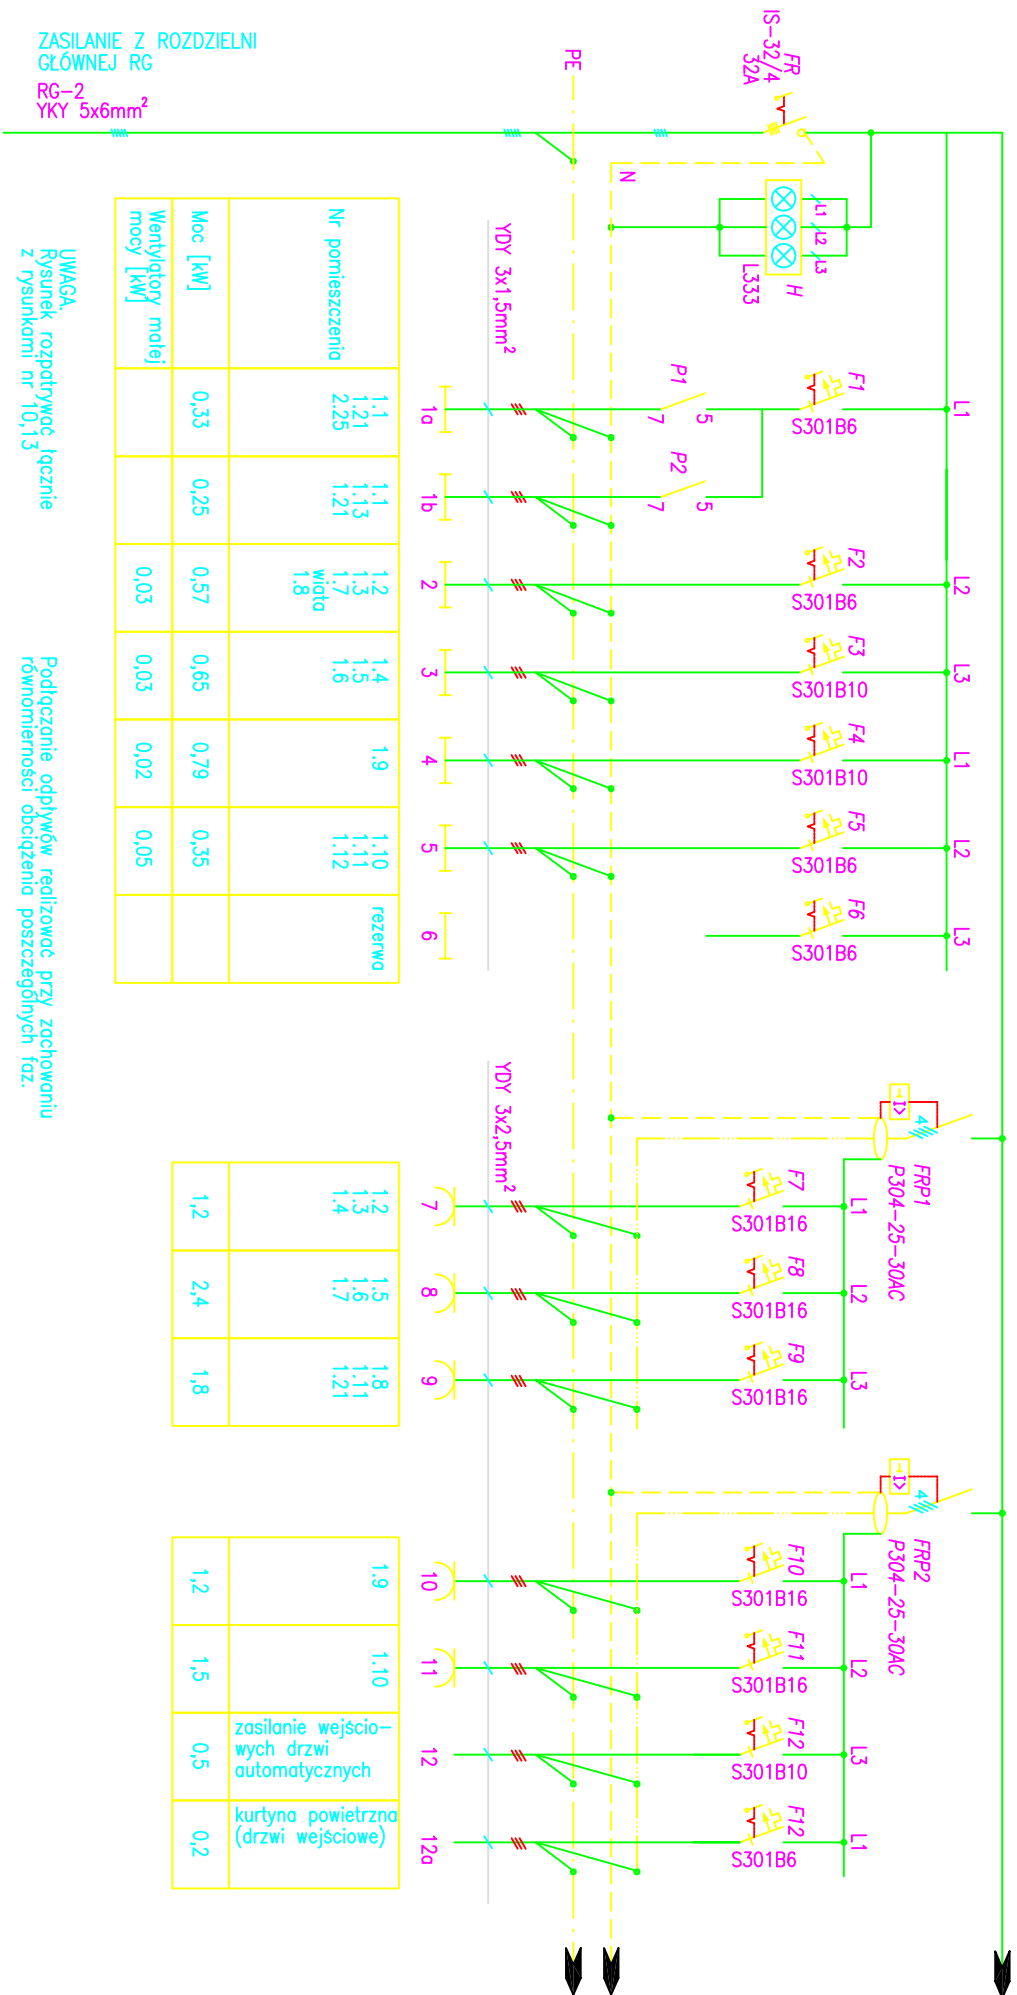 ZASILANIE Z ROZDZIELNI
GŁÓWNEJ RG
RG-2
YKY 5x6mm²
FR
IS-32/4
32A
PE
N
L1
L2
L3
H
L333
YDY 3x1,5mm²
L1
L2
L3
L1
L2
L3
F1
S301B6
F2
S301B6
F3
S301B10
F4
S301B10
F5
S301B6
F6
S301B6
P1
5
7
P2
5
7
1a
1b
2
3
4
5
6
Nr pomieszczenia
1.1
1.21
2.25
1.1
1.13
1.21
1.2
1.3
1.7
wiata
1.8
1.4
1.5
1.6
1.9
1.10
1.11
1.12
rezerwa
Moc [kW]
0,33
0,25
0,57
0,65
0,79
0,35
Wentylatory małej
mocy [kW]
0,03
0,03
0,02
0,05
UWAGA
Rysunek rozpatrywać łącznie
z rysunkami nr 10,13
Podłączanie odpływów realizować przy zachowaniu
równomierności obciążenia poszczególnych faz.
I>
4
FRP1
P304-25-30AC
L1
L2
L3
F7
S301B16
F8
S301B16
F9
S301B16
YDY 3x2,5mm²
7
8
9
1.2
1.3
1.4
1.5
1.6
1.7
1.8
1.11
1.21
1,2
2,4
1,8
I>
4
FRP2
P304-25-30AC
L1
L2
L3
L1
F10
S301B16
F11
S301B16
F12
S301B10
F12
S301B6
10
11
12
12a
1.9
1.10
zasilanie wejścio-
wych drzwi
automatycznych
kurtyna powietrzna
(drzwi wejściowe)
1,2
1,5
0,5
0,2